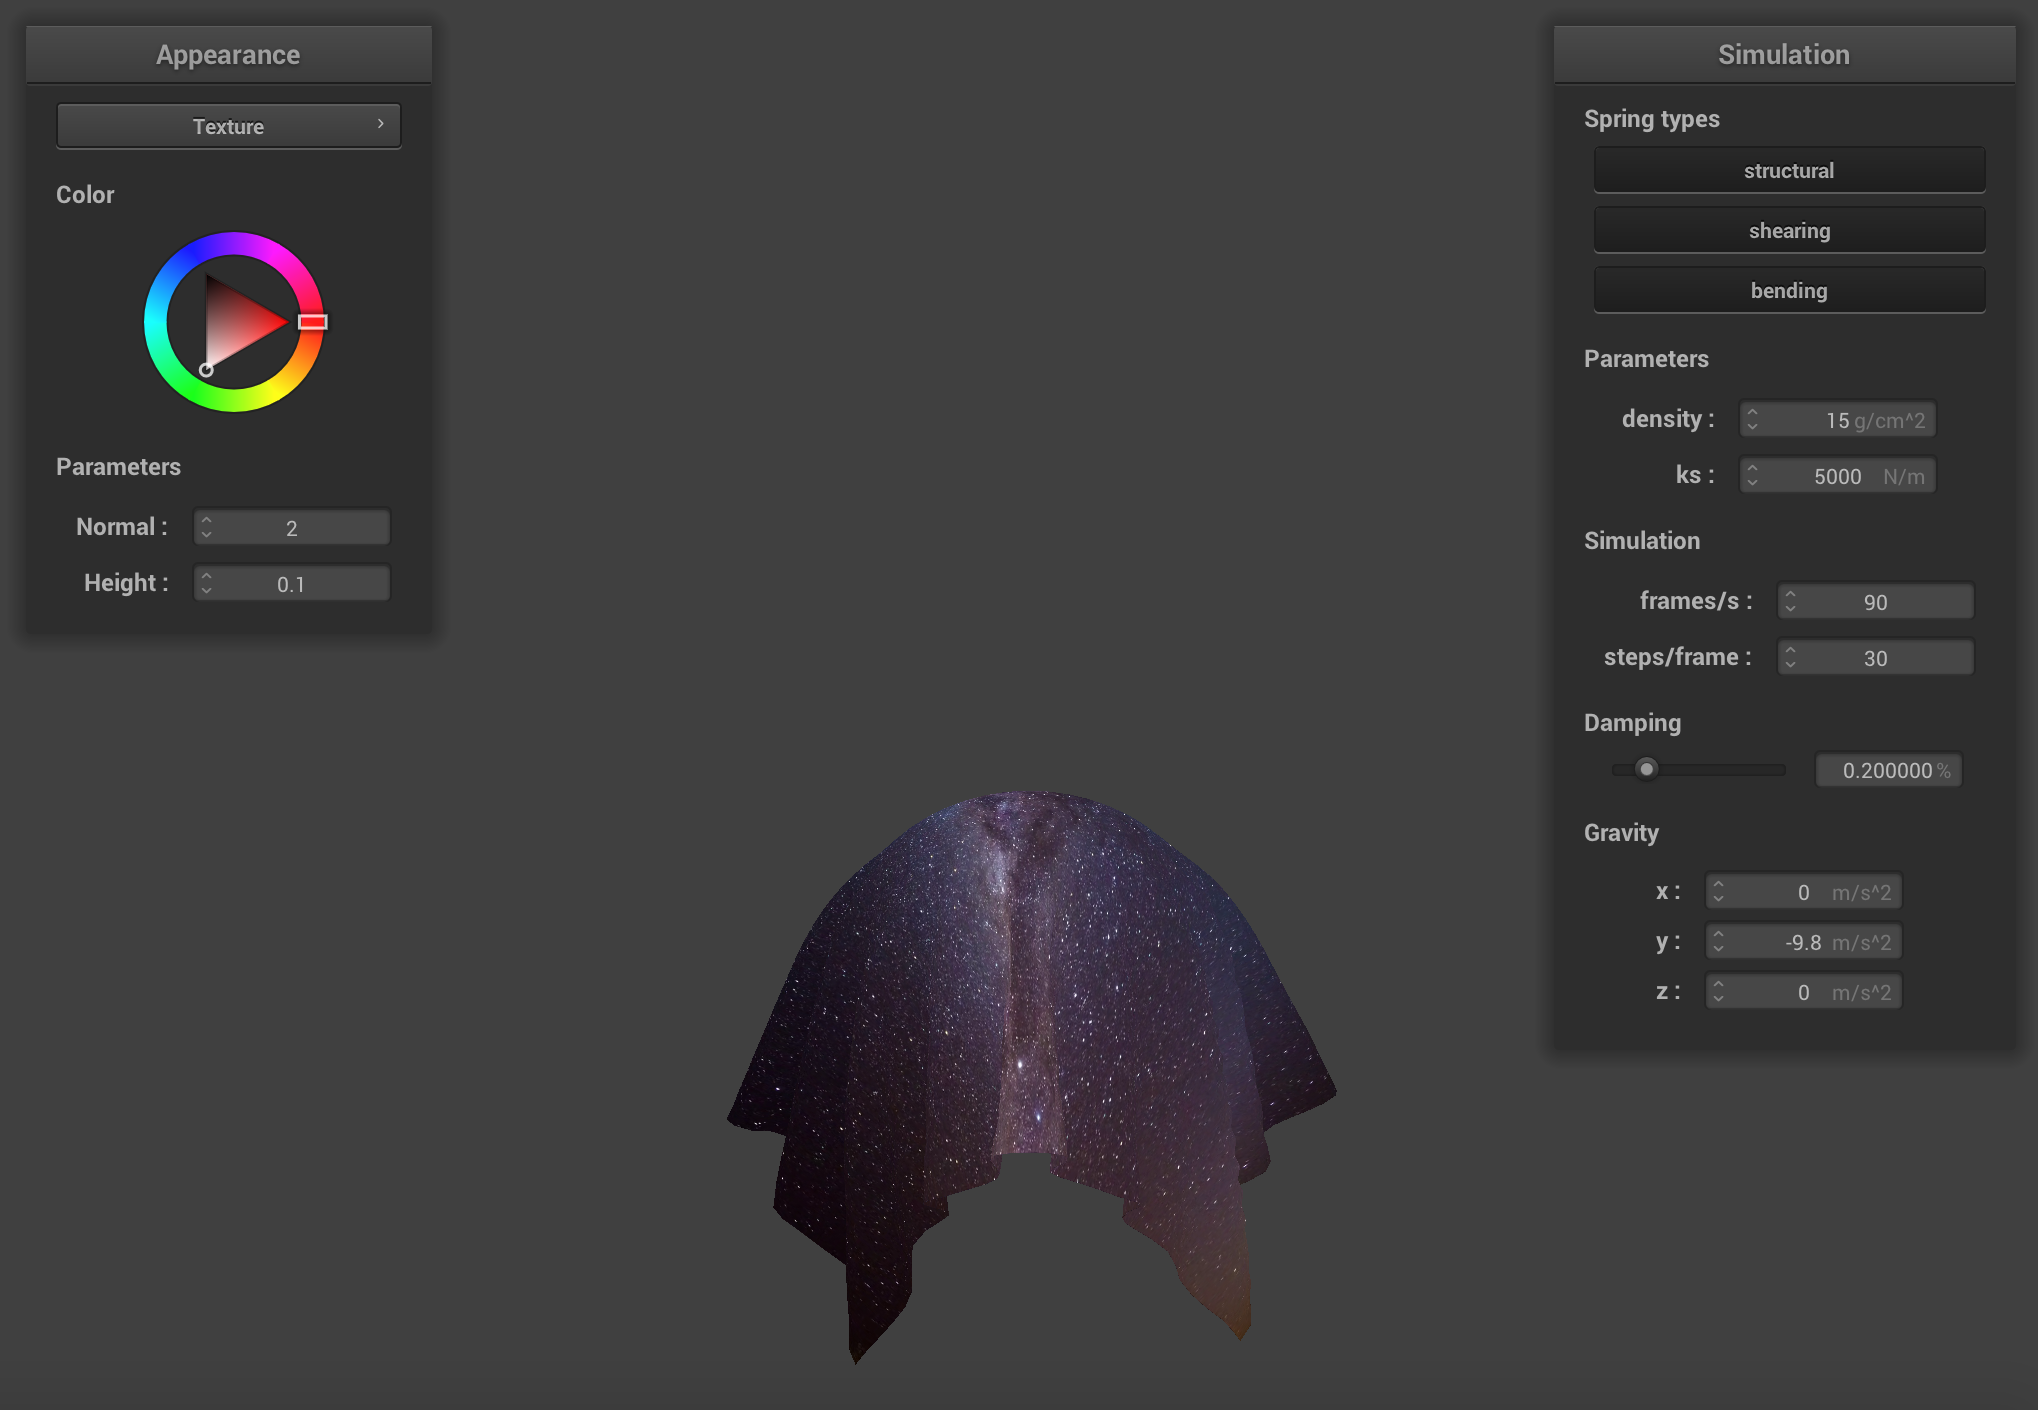 Appearance
Texture
Color
Parameters
Normal : 2
Height : 0.1
Simulation
Spring types
structural
shearing
bending
Parameters
density : 15 g/cm^2
ks : 5000 N/m
Simulation
frames/s : 90
steps/frame : 30
Damping
0.200000 %
Gravity
x : 0 m/s^2
y : -9.8 m/s^2
z : 0 m/s^2